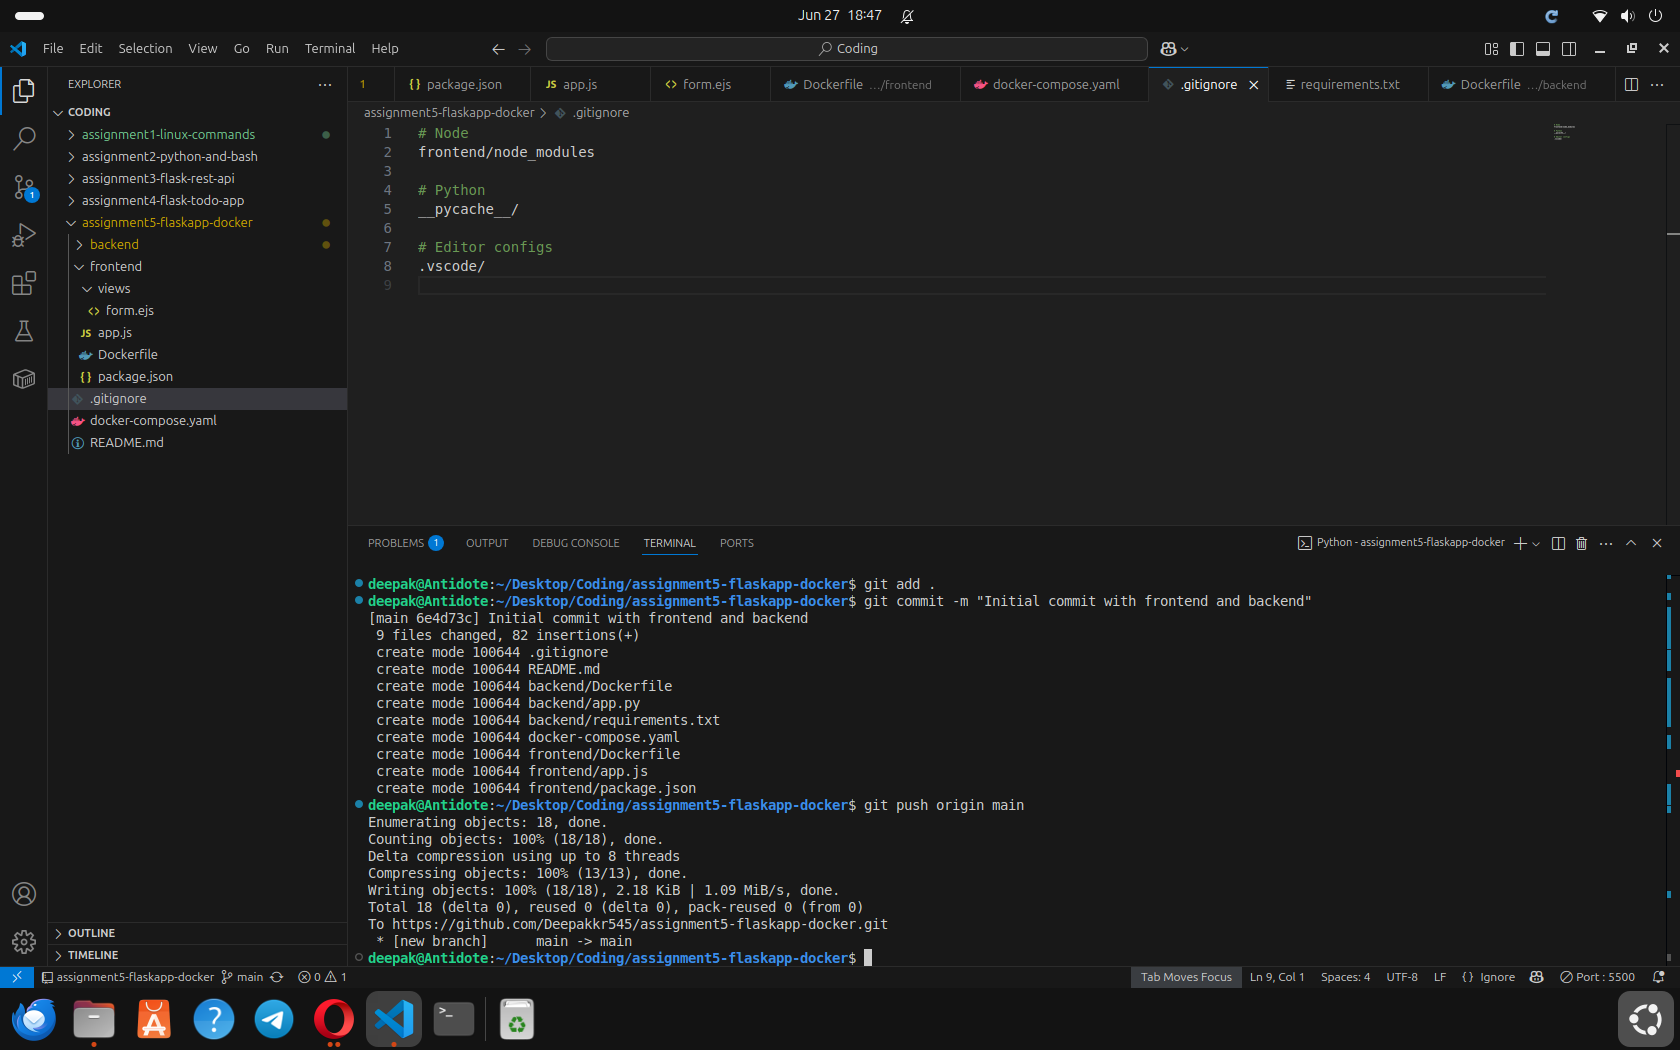 Jun 27 18:47
File Edit Selection View Go Run Terminal Help
Coding
EXPLORER
1
package.json
app.js
form.ejs
Dockerfile .../frontend
docker-compose.yaml
.gitignore
requirements.txt
Dockerfile .../backend
CODING
assignment1-linux-commands
assignment2-python-and-bash
assignment3-flask-rest-api
assignment4-flask-todo-app
assignment5-flaskapp-docker
backend
frontend
views
form.ejs
JS app.js
Dockerfile
package.json
.gitignore
docker-compose.yaml
README.md
OUTLINE
TIMELINE
1
assignment5-flaskapp-docker > .gitignore
1 # Node
2 frontend/node_modules
3
4 # Python
5 __pycache__/
6
7 # Editor configs
8 .vscode/
9
PROBLEMS 1 OUTPUT DEBUG CONSOLE TERMINAL PORTS
Python - assignment5-flaskapp-docker
deepak@Antidote:~/Desktop/Coding/assignment5-flaskapp-docker$ git add .
deepak@Antidote:~/Desktop/Coding/assignment5-flaskapp-docker$ git commit -m "Initial commit with frontend and backend"
[main 6e4d73c] Initial commit with frontend and backend
9 files changed, 82 insertions(+)
create mode 100644 .gitignore
create mode 100644 README.md
create mode 100644 backend/Dockerfile
create mode 100644 backend/app.py
create mode 100644 backend/requirements.txt
create mode 100644 docker-compose.yaml
create mode 100644 frontend/Dockerfile
create mode 100644 frontend/app.js
create mode 100644 frontend/package.json
deepak@Antidote:~/Desktop/Coding/assignment5-flaskapp-docker$ git push origin main
Enumerating objects: 18, done.
Counting objects: 100% (18/18), done.
Delta compression using up to 8 threads
Compressing objects: 100% (13/13), done.
Writing objects: 100% (18/18), 2.18 KiB | 1.09 MiB/s, done.
Total 18 (delta 0), reused 0 (delta 0), pack-reused 0 (from 0)
To https://github.com/Deepakkr545/assignment5-flaskapp-docker.git
* [new branch] main -> main
deepak@Antidote:~/Desktop/Coding/assignment5-flaskapp-docker$
assignment5-flaskapp-docker main 0 1
Tab Moves Focus Ln 9, Col 1 Spaces: 4 UTF-8 LF {} Ignore Port : 5500